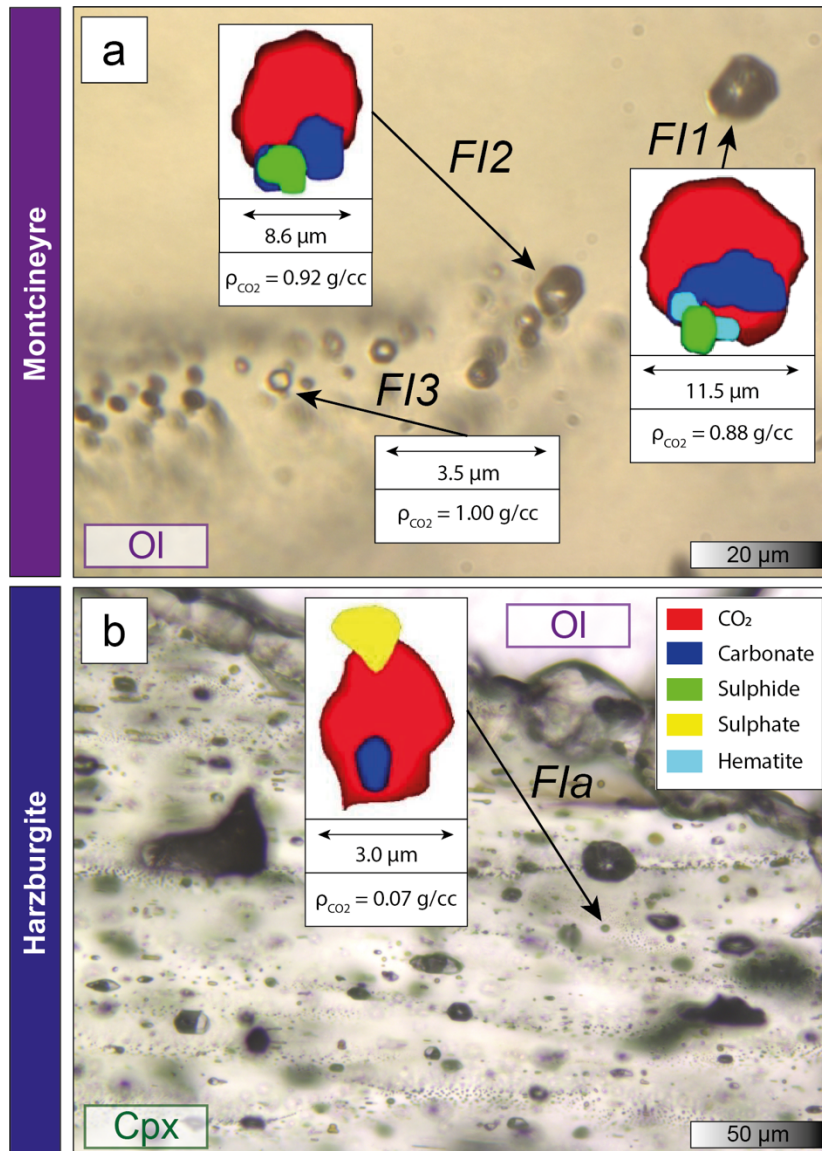 Montcineyre
a
FI2
8.6 µm
ρCO2 = 0.92 g/cc
FI1
11.5 µm
ρCO2 = 0.88 g/cc
FI3
3.5 µm
ρCO2 = 1.00 g/cc
Ol
20 µm
Harzburgite
b
Ol
CO₂
Carbonate
Sulphide
Sulphate
Hematite
FIa
3.0 µm
ρCO2 = 0.07 g/cc
Cpx
50 µm